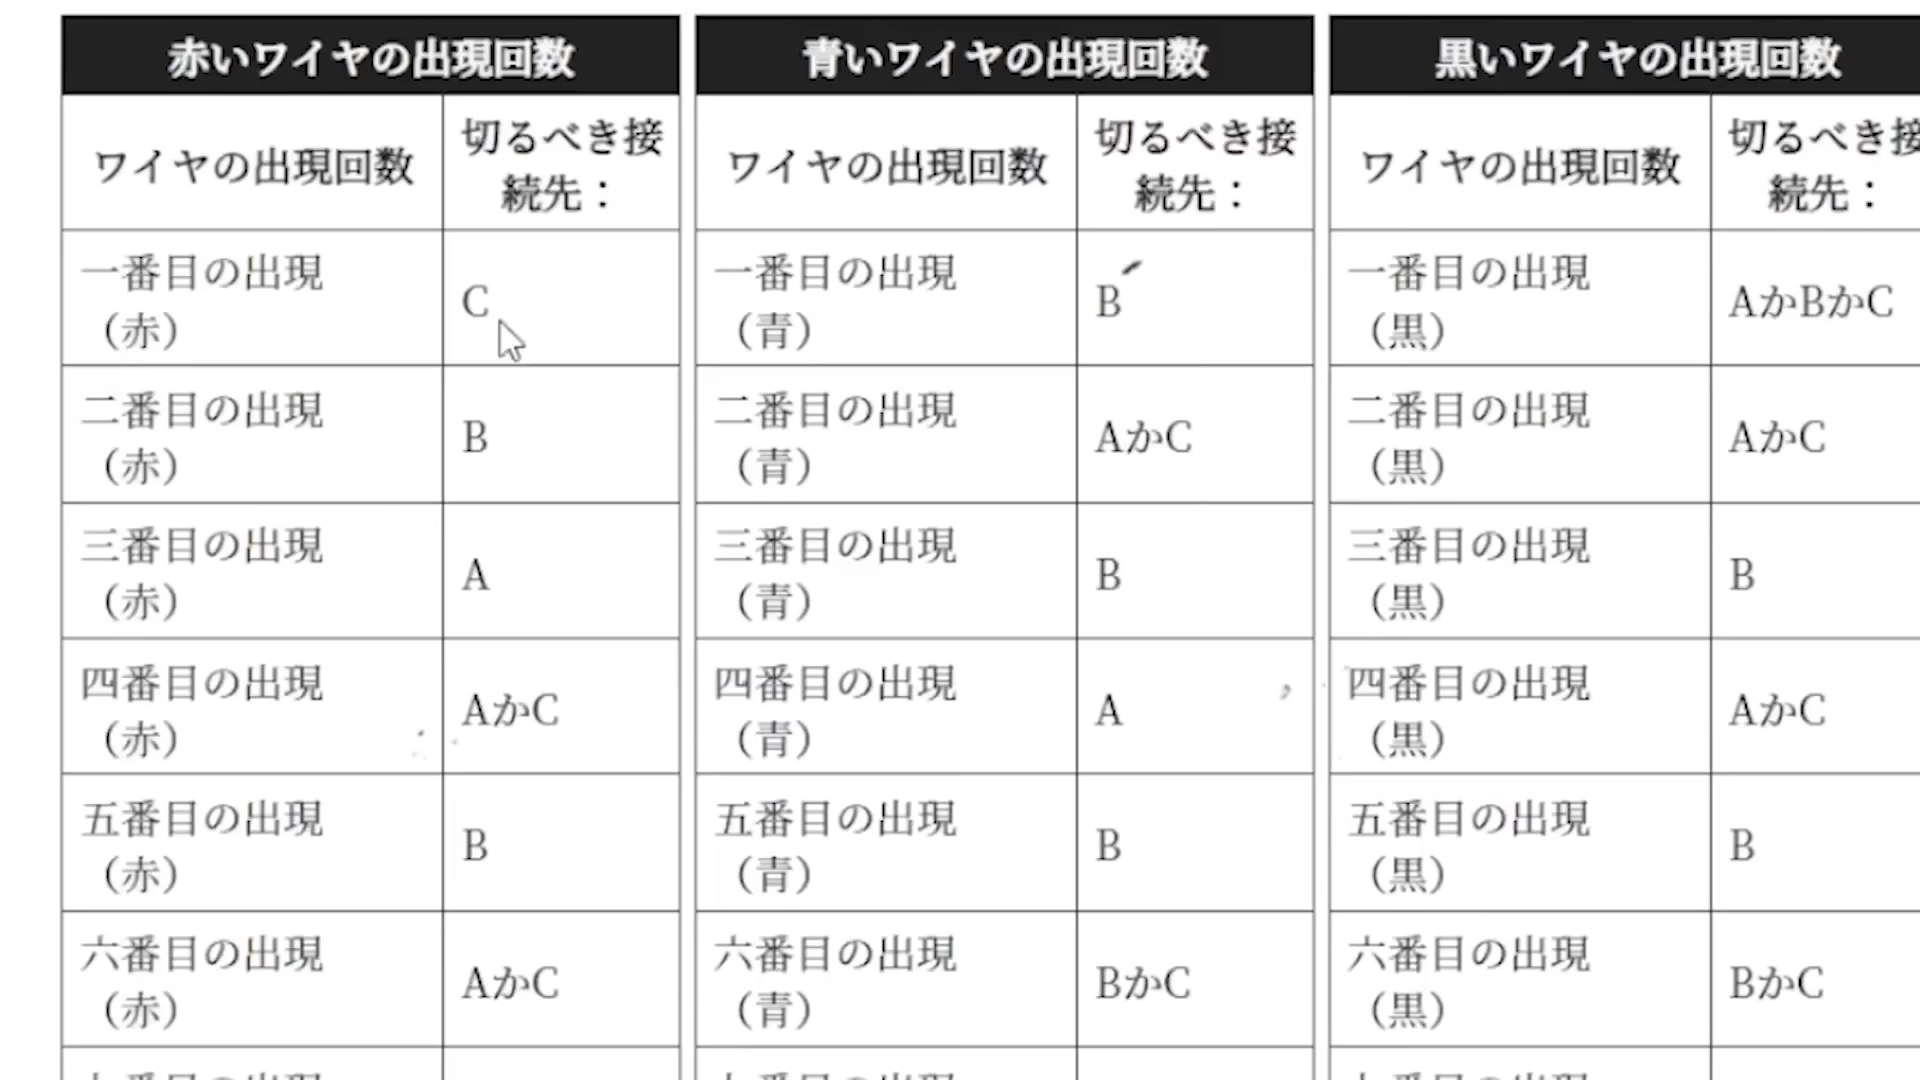 赤いワイヤの出現回数
ワイヤの出現回数
切るべき接
続先：
一番目の出現
（赤）
C
二番目の出現
（赤）
B
三番目の出現
（赤）
A
四番目の出現
（赤）
AかC
五番目の出現
（赤）
B
六番目の出現
（赤）
AかC
青いワイヤの出現回数
ワイヤの出現回数
切るべき接
続先：
一番目の出現
（青）
B
二番目の出現
（青）
AかC
三番目の出現
（青）
B
四番目の出現
（青）
A
五番目の出現
（青）
B
六番目の出現
（青）
BかC
黒いワイヤの出現回数
ワイヤの出現回数
切るべき接
続先：
一番目の出現
（黒）
AかBかC
二番目の出現
（黒）
AかC
三番目の出現
（黒）
B
四番目の出現
（黒）
AかC
五番目の出現
（黒）
B
六番目の出現
（黒）
BかC